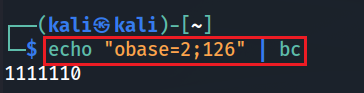 ┌──(kali㉿kali)-[~]
└─$ echo "obase=2;126" | bc
1111110